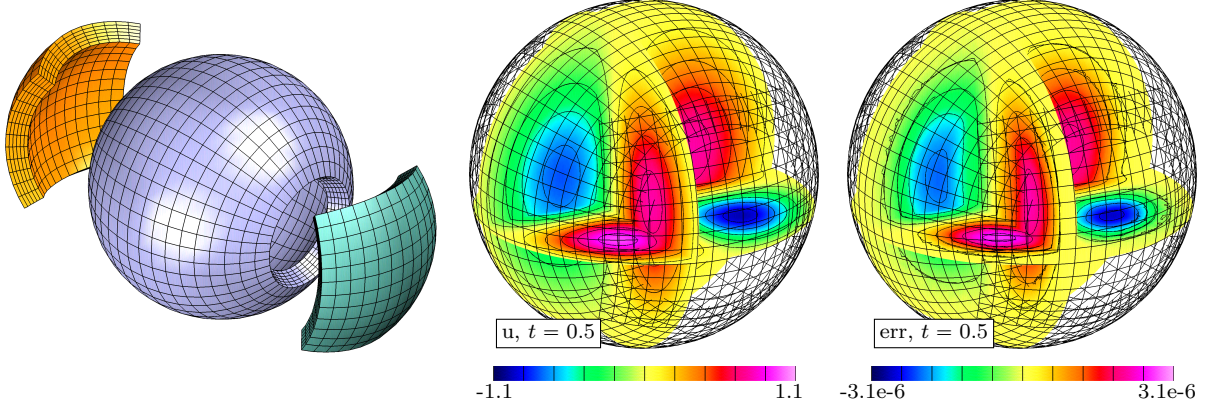 u, t = 0.5
err, t = 0.5
-1.1 1.1
-3.1e-6 3.1e-6